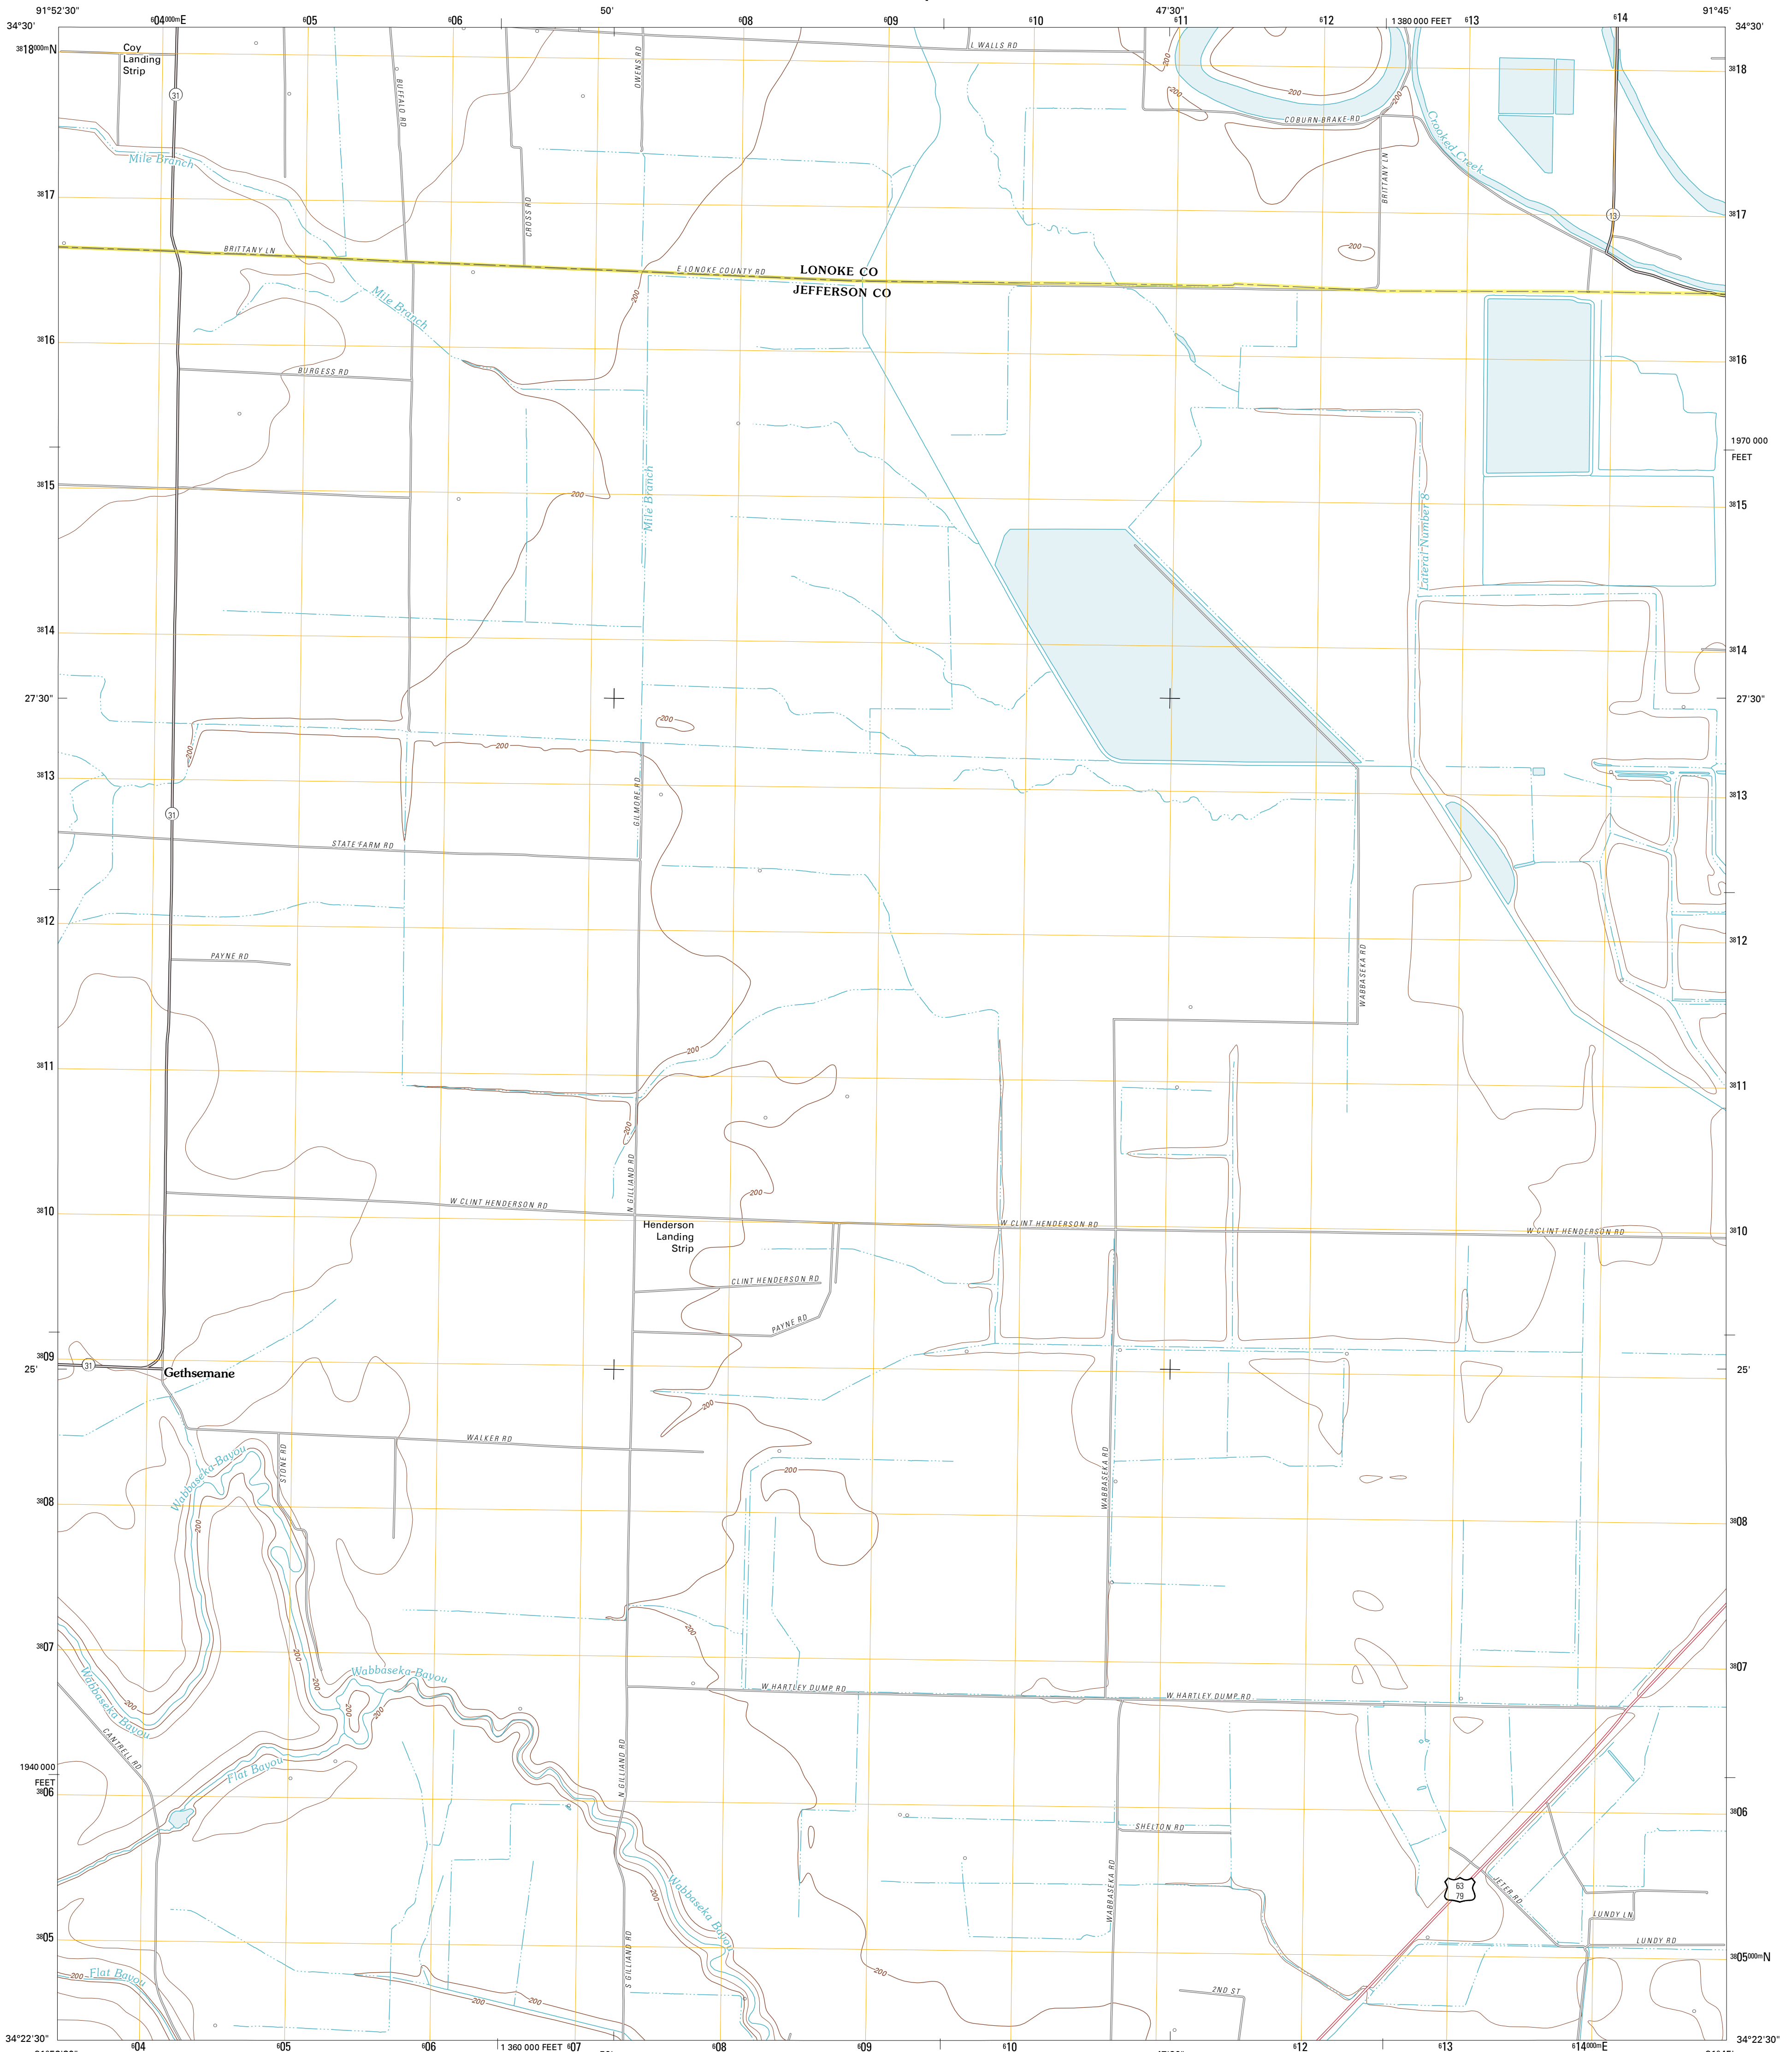 91°52'30" 604000mE 605 606 50' 608 609 610 47'30" 611 612 1 380 000 FEET 613 614 91°45'
34°30' 34°30'
3818000mN
Coy
Landing
Strip
31
BUFFALO RD
OWENS RD
L WALLS RD
200
200
200
200
COBURN BRAKE RD
Crooked Creek
3818
Mile Branch
3817
CROSS RD
BRITTANY LN
13
3817
200
BRITTANY LN
E LONOKE COUNTY RD
LONOKE CO
JEFFERSON CO
Mile Branch
200
3816
3816
BURGESS RD
1 970 000
FEET
3815
200
Mile Branch
Lateral Number 8
3815
3814
3814
27'30"
27'30"
200
200
200
3813
3813
GILMORE RD
31
STATE FARM RD
3812
3812
PAYNE RD
WABBASEKA RD
3811
200
3811
200
N GILLIAND RD
200
3810
W CLINT HENDERSON RD
W CLINT HENDERSON RD
W CLINT HENDERSON RD
3810
Henderson
Landing
Strip
CLINT HENDERSON RD
PAYNE RD
3809
3809
31
25'
25'
Gethsemane
200
WALKER RD
STONE RD
Wabbaseka Bayou
200
WABBASEKA RD
3808
3808
200
3807
200
200
3807
Wabbaseka Bayou
Wabbaseka Bayou
200
200
200
200
W HARTLEY DUMP RD
W HARTLEY DUMP RD
CANTRELL RD
Flat Bayou
N GILLIAND RD
1 940 000
FEET
3806
3806
SHELTON RD
WABBASEKA RD
63
79
JETER RD
Wabbaseka Bayou
200
LUNDY LN
LUNDY RD
3805
3805000mN
S GILLIAND RD
Flat Bayou
200
200
200
200
2ND ST
34°22'30" 34°22'30"
604 605 606 1 360 000 FEET 607 608 609 610 612 613 614000mE